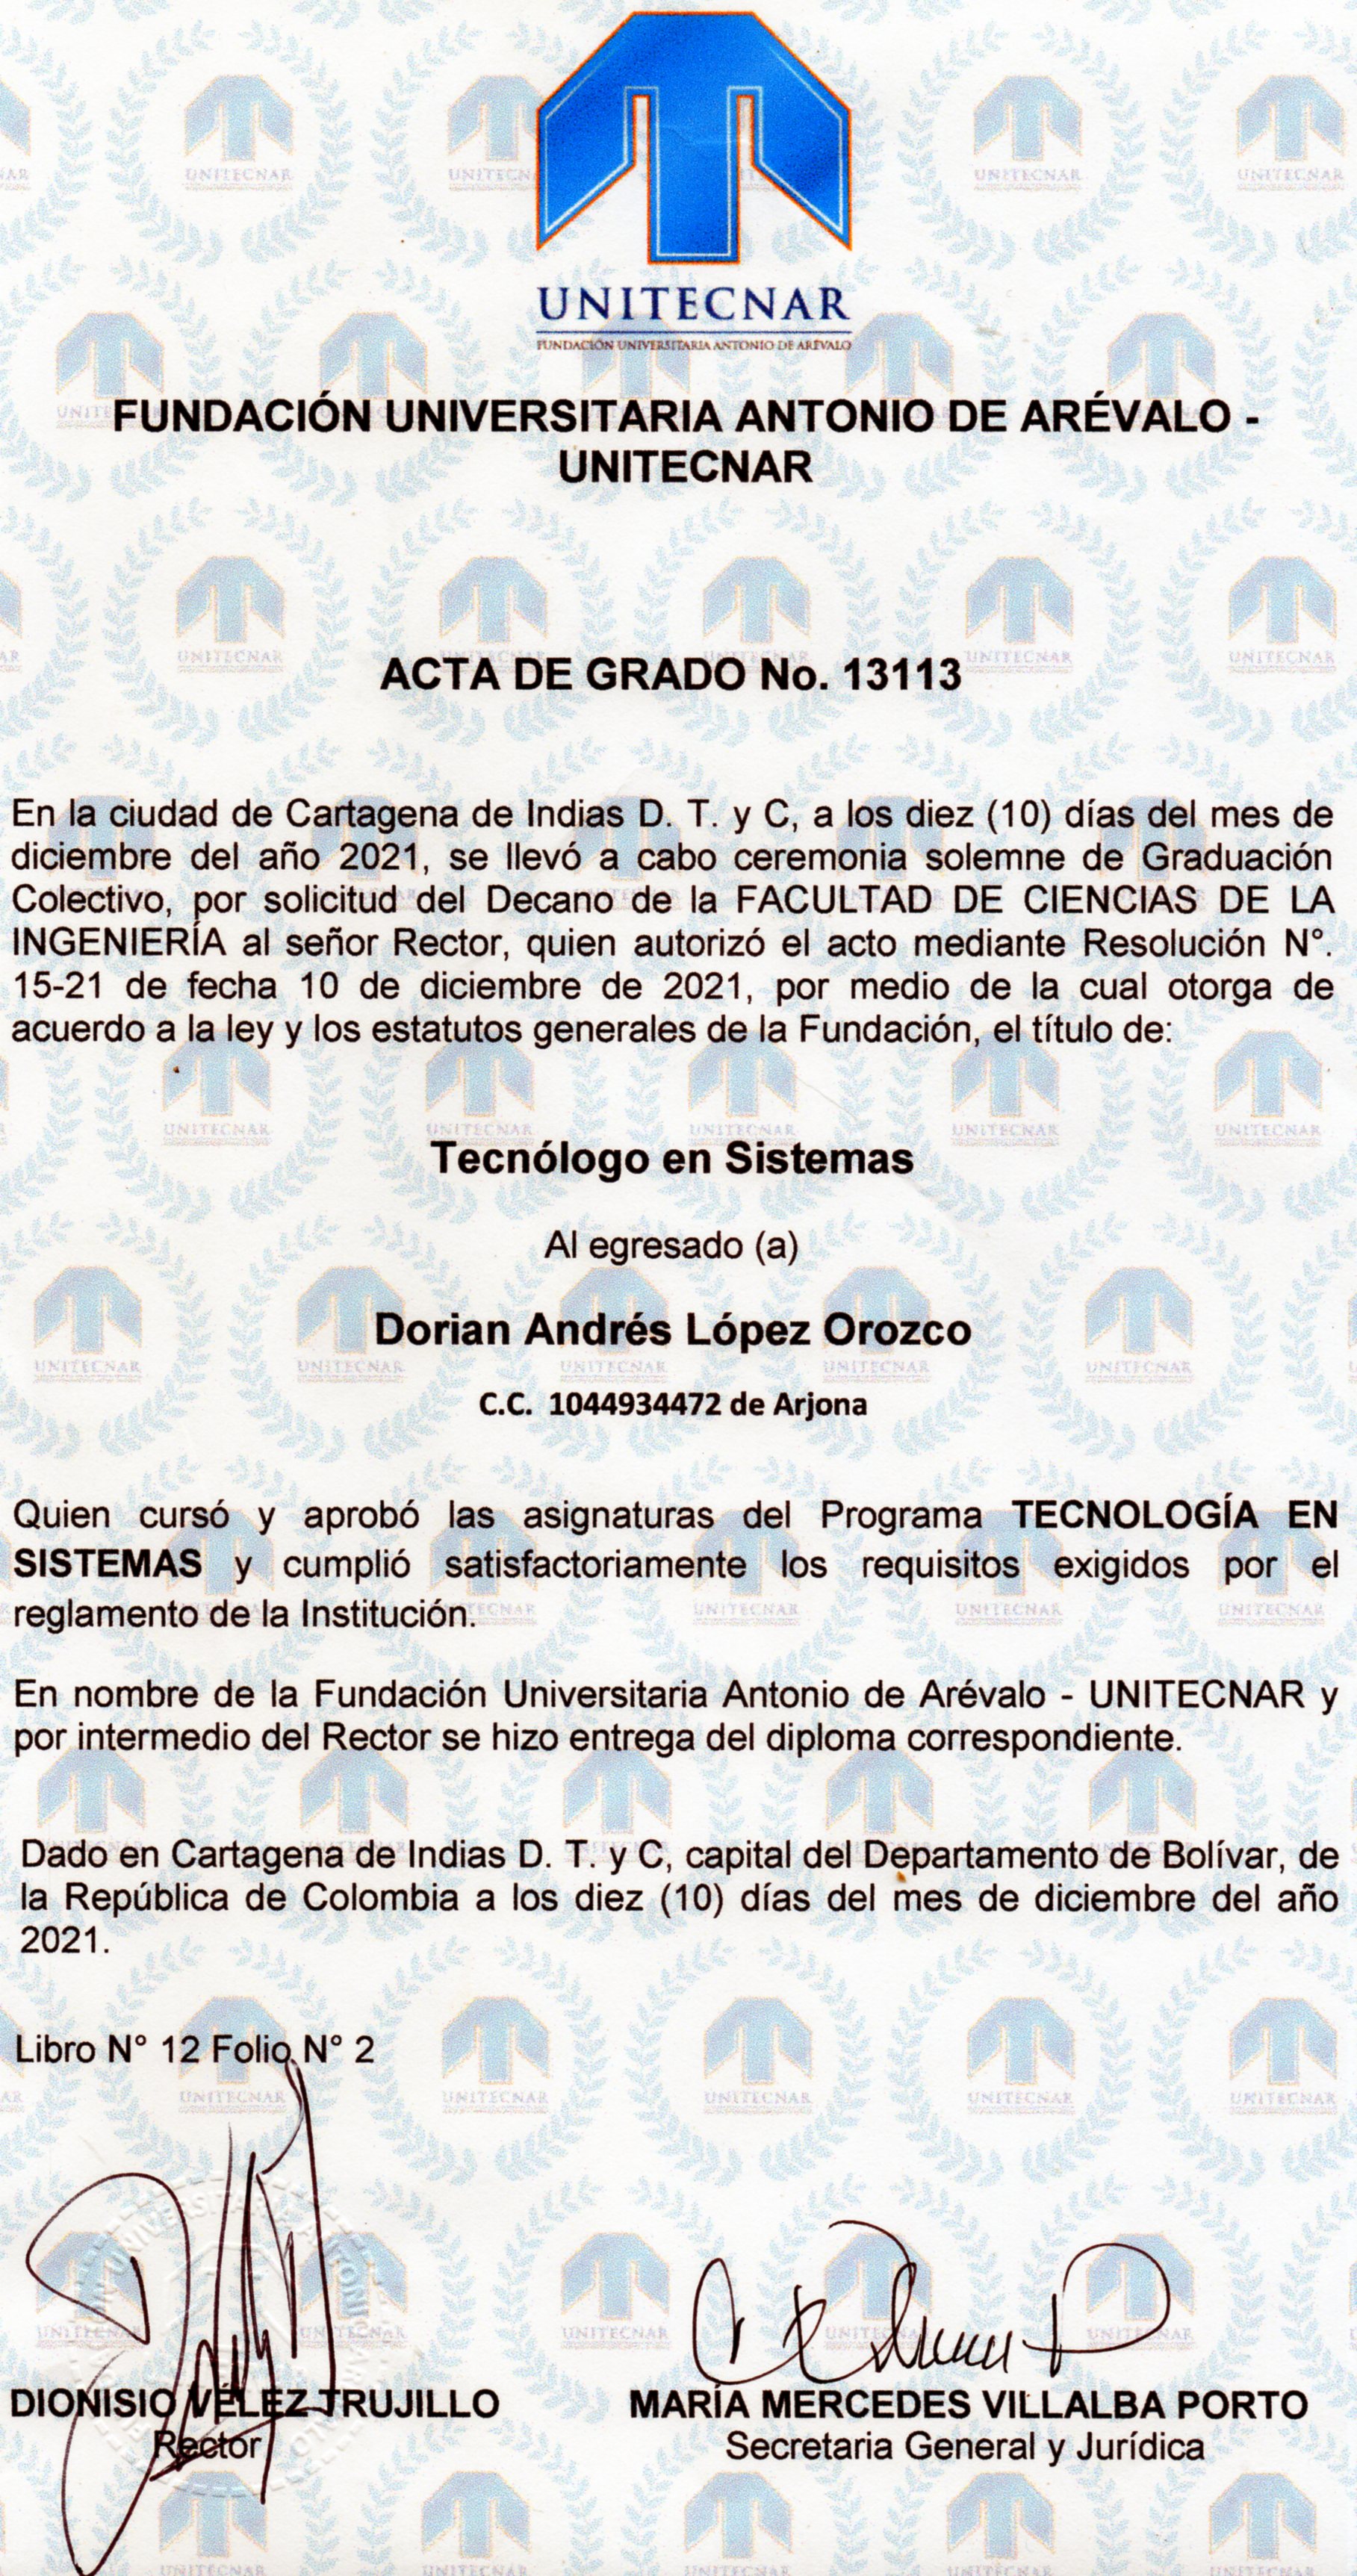 UNITECNAR
FUNDACIÓN UNIVERSITARIA ANTONIO DE ARÉVALO
FUNDACIÓN UNIVERSITARIA ANTONIO DE ARÉVALO -
UNITECNAR
ACTA DE GRADO No. 13113
En la ciudad de Cartagena de Indias D. T. y C, a los diez (10) días del mes de
diciembre del año 2021, se llevó a cabo ceremonia solemne de Graduación
Colectivo, por solicitud del Decano de la FACULTAD DE CIENCIAS DE LA
INGENIERÍA al señor Rector, quien autorizó el acto mediante Resolución N°.
15-21 de fecha 10 de diciembre de 2021, por medio de la cual otorga de
acuerdo a la ley y los estatutos generales de la Fundación, el título de:
Tecnólogo en Sistemas
Al egresado (a)
Dorian Andrés López Orozco
C.C. 1044934472 de Arjona
Quien cursó y aprobó las asignaturas del Programa TECNOLOGÍA EN
SISTEMAS y cumplió satisfactoriamente los requisitos exigidos por el
reglamento de la Institución.
En nombre de la Fundación Universitaria Antonio de Arévalo - UNITECNAR y
por intermedio del Rector se hizo entrega del diploma correspondiente.
Dado en Cartagena de Indias D. T. y C, capital del Departamento de Bolívar, de
la República de Colombia a los diez (10) días del mes de diciembre del año
2021.
Libro N° 12 Folio N° 2
DIONISIO VÉLEZ TRUJILLO
Rector
MARÍA MERCEDES VILLALBA PORTO
Secretaria General y Jurídica